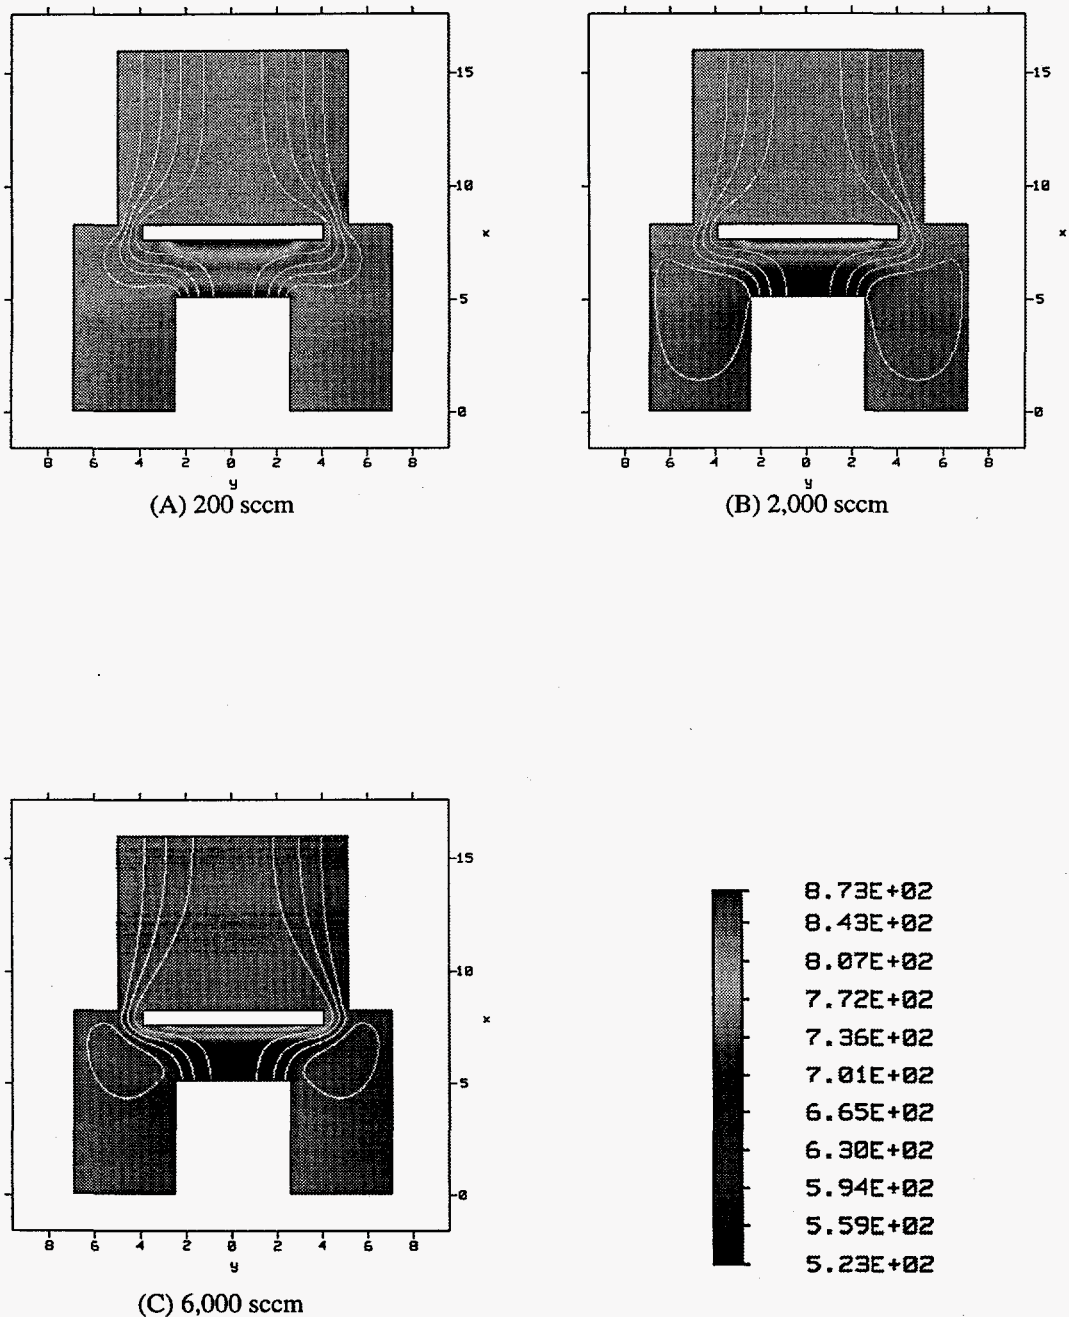 15
10
x
5
0
8 6 4 2 0 2 4 6 8
y
(A) 200 sccm
15
10
x
5
0
8 6 4 2 0 2 4 6 8
y
(B) 2,000 sccm
15
10
x
5
0
8 6 4 2 0 2 4 6 8
y
(C) 6,000 sccm
8.73E+02
8.43E+02
8.07E+02
7.72E+02
7.36E+02
7.01E+02
6.65E+02
6.30E+02
5.94E+02
5.59E+02
5.23E+02